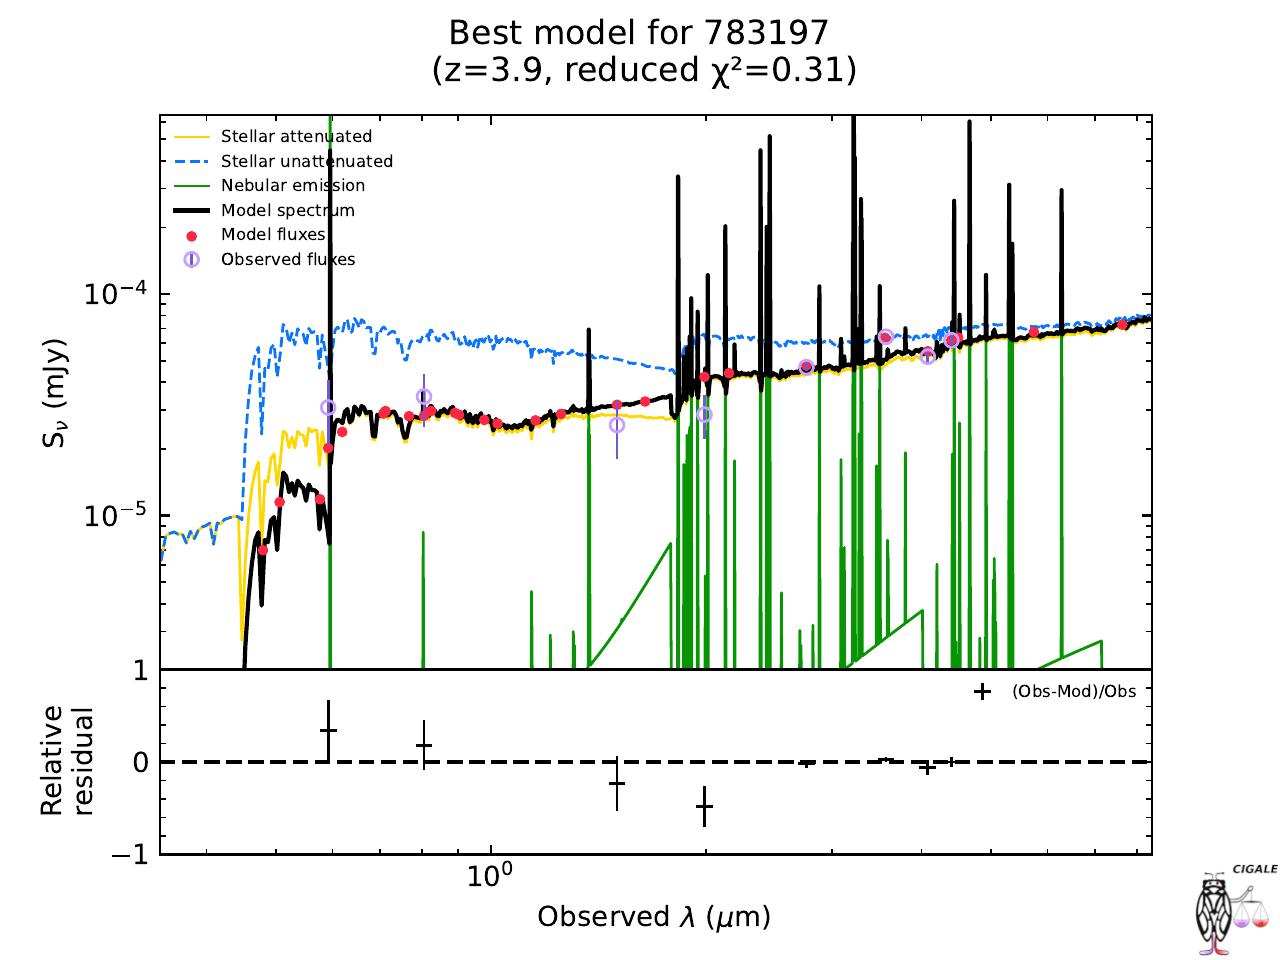 Best model for 783197
(z=3.9, reduced χ²=0.31)
Stellar attenuated
Stellar unattenuated
Nebular emission
Model spectrum
Model fluxes
Observed fluxes
10⁻⁴
10⁻⁵
Sν (mJy)
1
0
−1
Relative
residual
(Obs-Mod)/Obs
10⁰
Observed λ (μm)
CIGALE